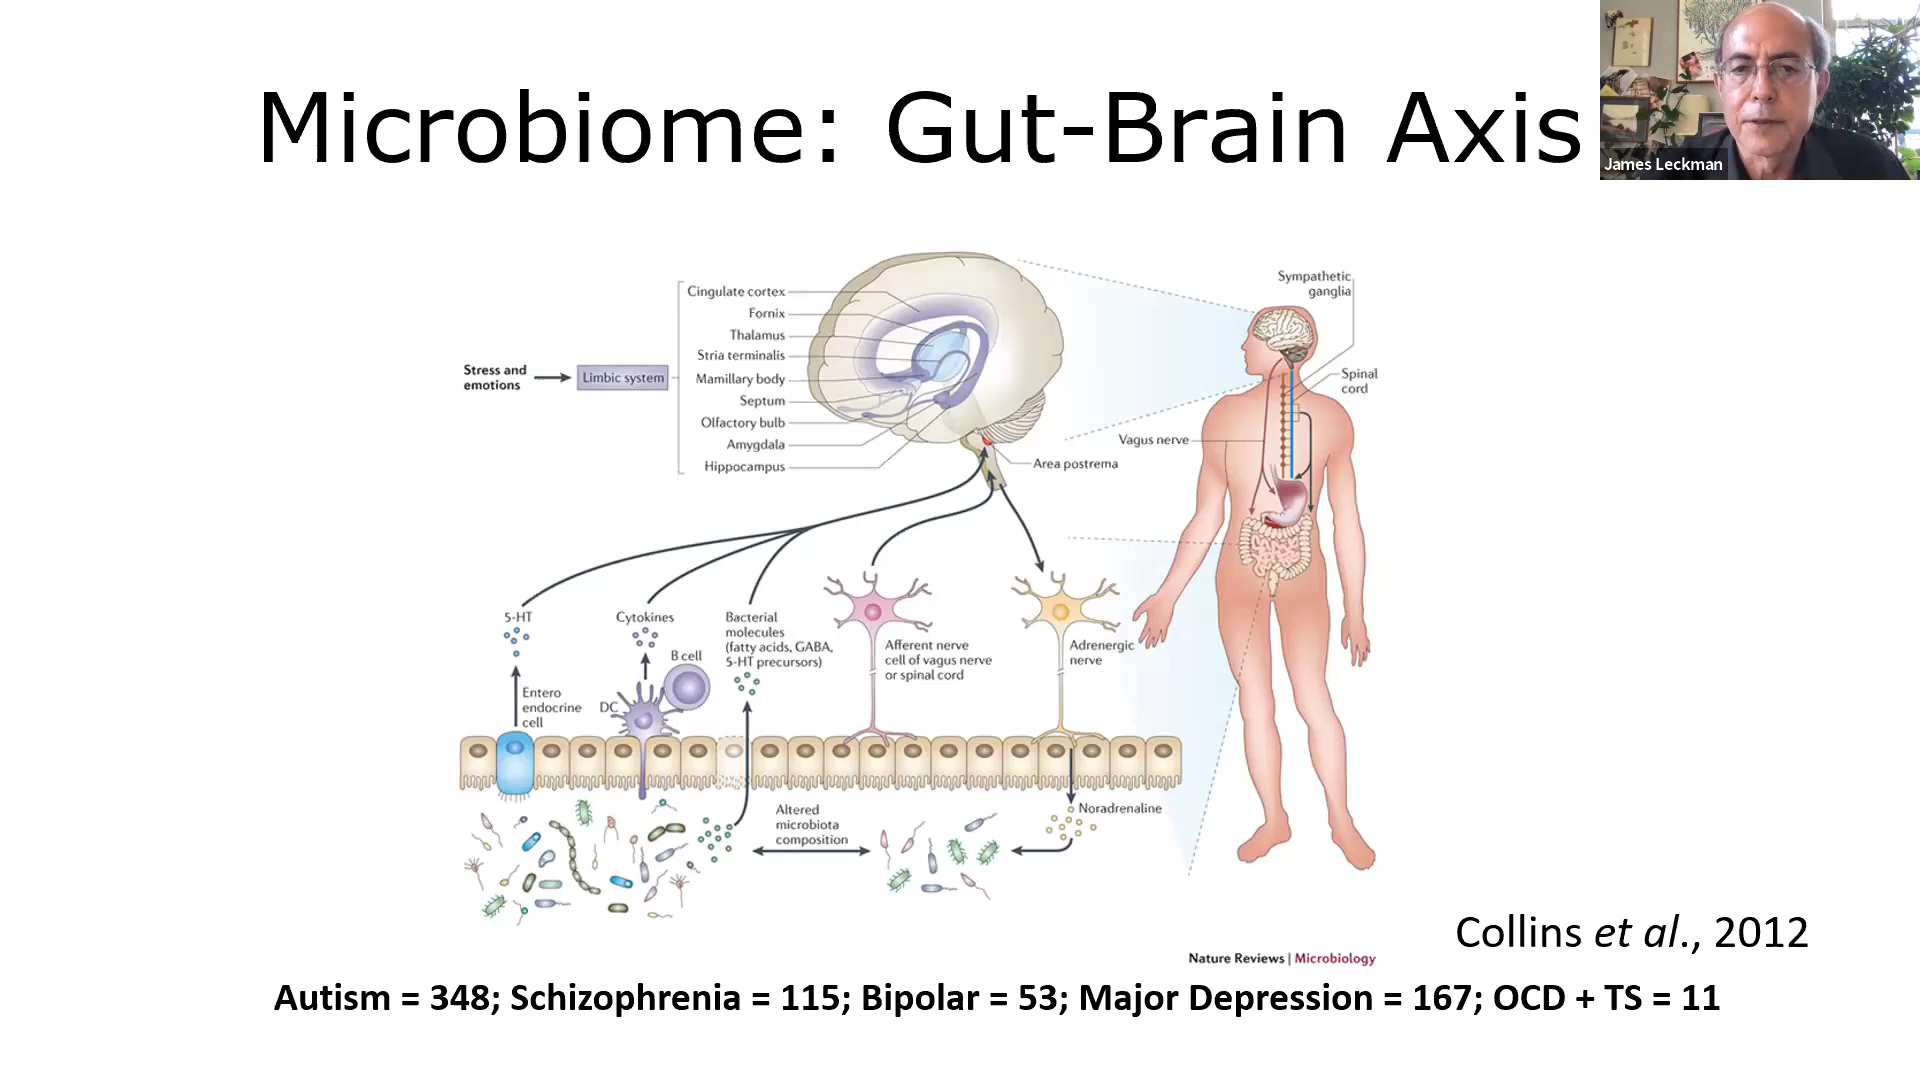 Microbiome: Gut-Brain Axis
James Leckman
Stress and
emotions
Limbic system
Cingulate cortex
Fornix
Thalamus
Stria terminalis
Mamillary body
Septum
Olfactory bulb
Amygdala
Hippocampus
Area postrema
Sympathetic
ganglia
Spinal
cord
Vagus nerve
5-HT
Cytokines
Bacterial
molecules
(fatty acids, GABA,
5-HT precursors)
B cell
DC
Entero
endocrine
cell
Afferent nerve
cell of vagus nerve
or spinal cord
Adrenergic
nerve
Altered
microbiota
composition
Noradrenaline
Collins et al., 2012
Nature Reviews | Microbiology
Autism = 348; Schizophrenia = 115; Bipolar = 53; Major Depression = 167; OCD + TS = 11